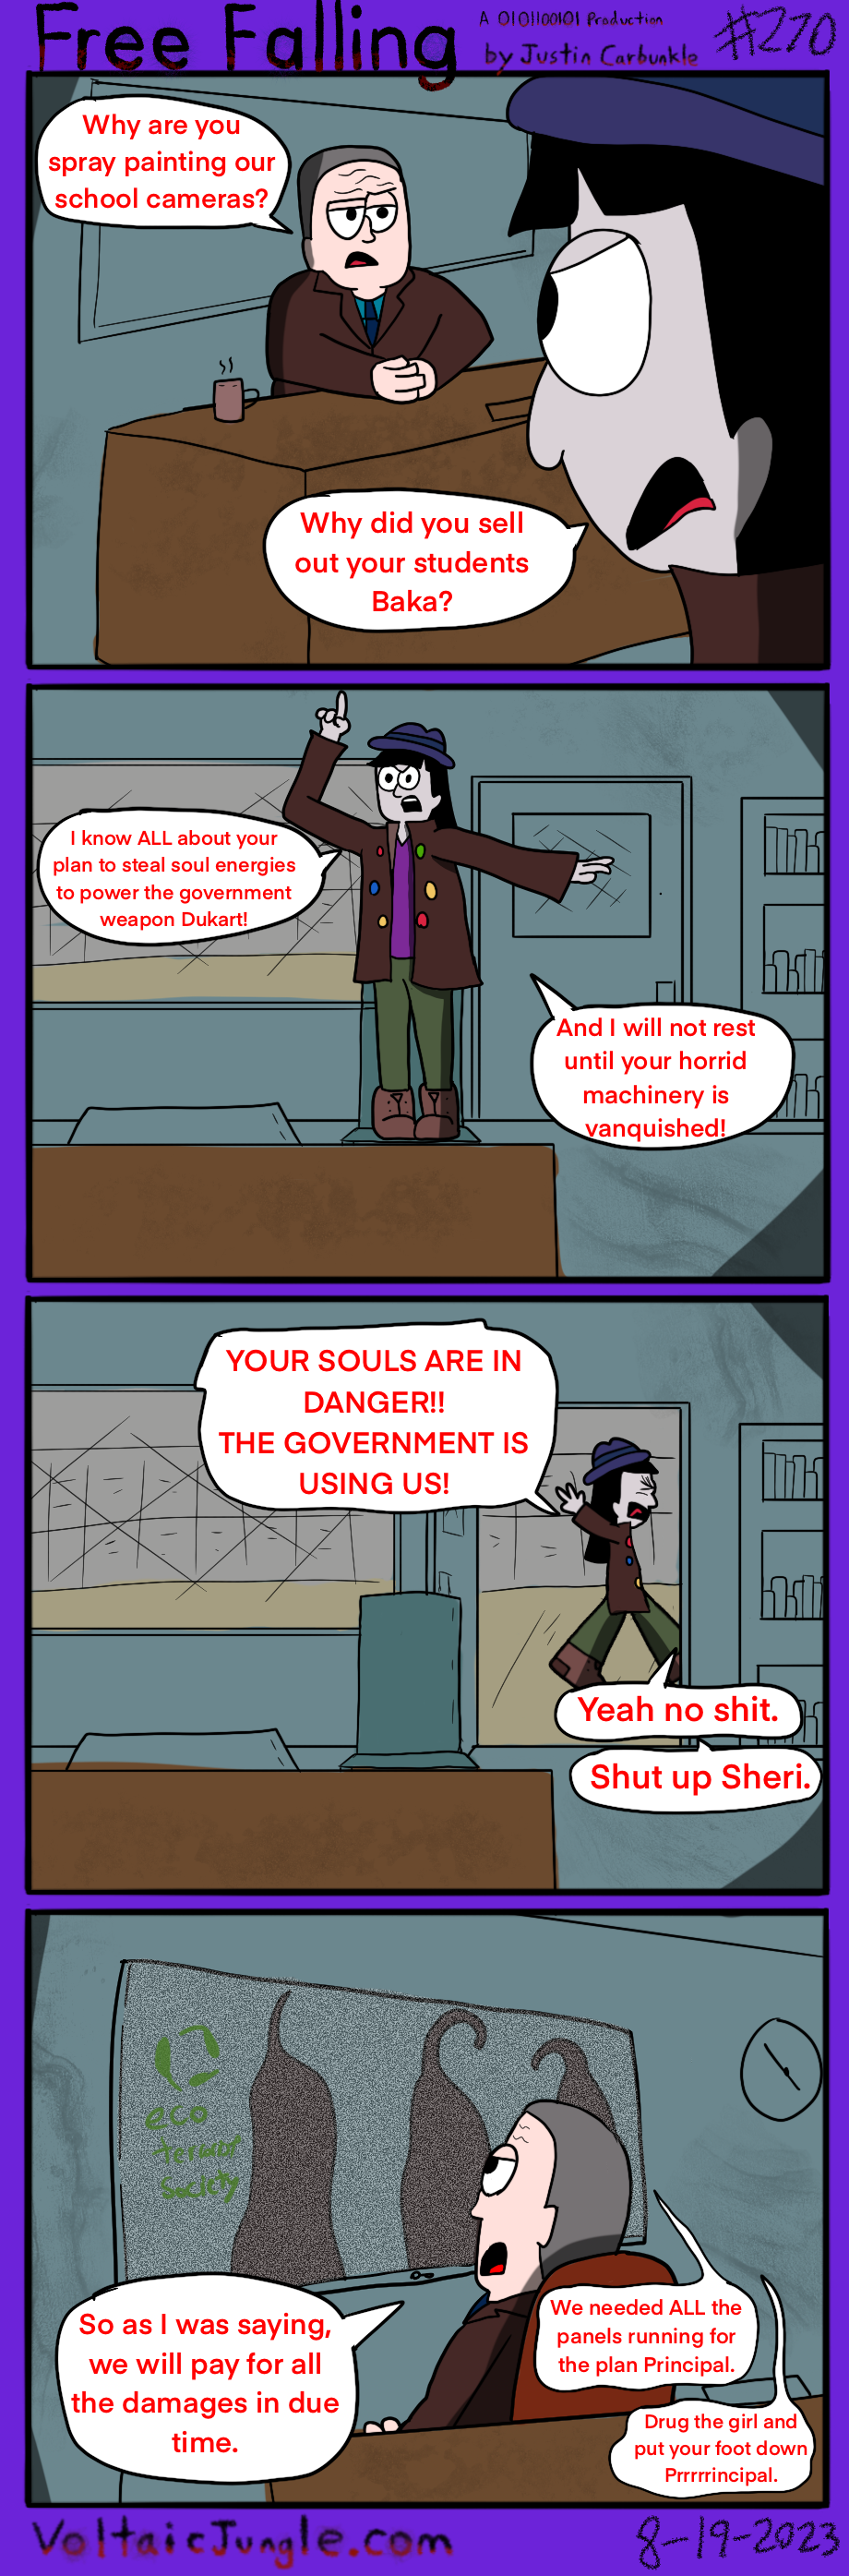 Free Falling
A 0101100101 Production
by Justin Carbunkle
#270
Why are you
spray painting our
school cameras?
Why did you sell
out your students
Baka?
I know ALL about your
plan to steal soul energies
to power the government
weapon Dukart!
And I will not rest
until your horrid
machinery is
vanquished!
YOUR SOULS ARE IN
DANGER!!
THE GOVERNMENT IS
USING US!
Yeah no shit.
Shut up Sheri.
eco
Society
So as I was saying,
we will pay for all
the damages in due
time.
We needed ALL the
panels running for
the plan Principal.
Drug the girl and
put your foot down
Prrrrrincipal.
VoltaicJungle.com
8-19-2023